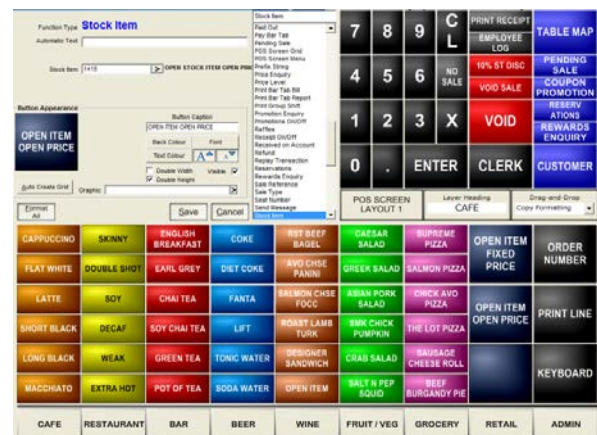 Function Type Stock Item
Automatic Text
Stock Item 1415 > OPEN STOCK ITEM OPEN PRIC
Button Appearance
OPEN ITEM
OPEN PRICE
Button Caption
OPEN ITEM OPEN PRICE
Back Colour Font
Text Colour A A
Double Width Visible
Double Height
Auto Create Grid Graphic
Format All Save Cancel
Stock Item
Paid Out
Pay Bar Tab
Pending Sale
POS Screen Grid
POS Screen Menu
Prefix String
Price Enquiry
Price Level
Print Bar Tab Bill
Print Bar Tab Report
Print Group Shift
Promotion Enquiry
Promotions ON/OFF
Raffles
Receipt ON/OFF
Received on Account
Refund
Replay Transaction
Reservations
Rewards Enquiry
Sale Reference
Sale Type
Seat Number
Send Message
Stock Item
7 8 9 CL PRINT RECEIPT TABLE MAP
EMPLOYEE LOG
4 5 6 NO SALE 10% ST DISC PENDING SALE
VOID SALE COUPON PROMOTION
1 2 3 X VOID RESERVATIONS
REWARDS ENQUIRY
0 . ENTER CLERK CUSTOMER
POS SCREEN LAYOUT 1
Layer Heading
CAFE
Drag-and-Drop
Copy Formatting
CAPPUCCINO SKINNY ENGLISH BREAKFAST COKE RST BEEF BAGEL CAESAR SALAD SUPREME PIZZA OPEN ITEM FIXED PRICE ORDER NUMBER
FLAT WHITE DOUBLE SHOT EARL GREY DIET COKE AVO CHSE PANINI GREEK SALAD SALMON PIZZA
LATTE SOY CHAI TEA FANTA SALMON CHSE FOCC ASIAN PORK SALAD CHICK AVO PIZZA OPEN ITEM OPEN PRICE PRINT LINE
SHORT BLACK DECAF SOY CHAI TEA LIFT ROAST LAMB TURK SMK CHICK PUMPKIN THE LOT PIZZA
LONG BLACK WEAK GREEN TEA TONIC WATER DESIGNER SANDWICH CRAB SALAD SAUSAGE CHEESE ROLL KEYBOARD
MACCHIATO EXTRA HOT POT OF TEA SODA WATER OPEN ITEM SALT N PEP SQUID BEEF BURGANDY PIE
CAFE RESTAURANT BAR BEER WINE FRUIT / VEG GROCERY RETAIL ADMIN